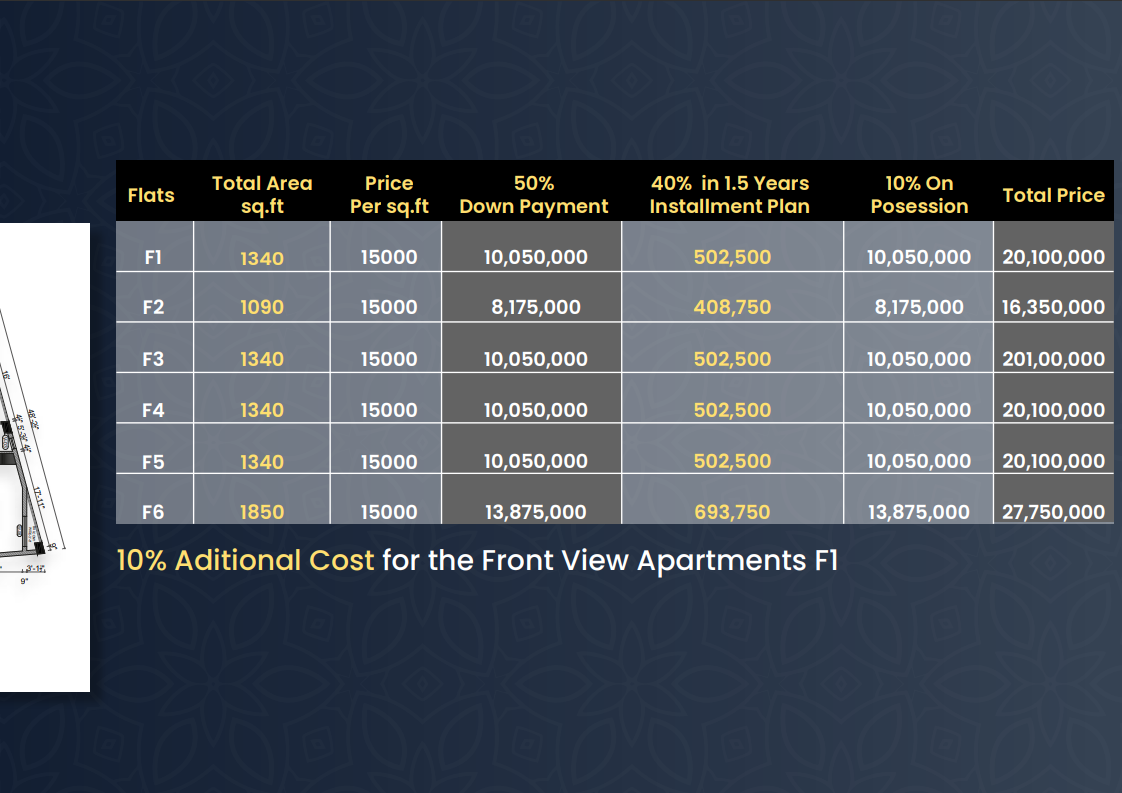 Flats Total Area sq.ft Price Per sq.ft 50% Down Payment 40% in 1.5 Years Installment Plan 10% On Posession Total Price
F1 1340 15000 10,050,000 502,500 10,050,000 20,100,000
F2 1090 15000 8,175,000 408,750 8,175,000 16,350,000
F3 1340 15000 10,050,000 502,500 10,050,000 201,00,000
F4 1340 15000 10,050,000 502,500 10,050,000 20,100,000
F5 1340 15000 10,050,000 502,500 10,050,000 20,100,000
F6 1850 15000 13,875,000 693,750 13,875,000 27,750,000
10% Aditional Cost for the Front View Apartments F1
16'
17'-11"
9"